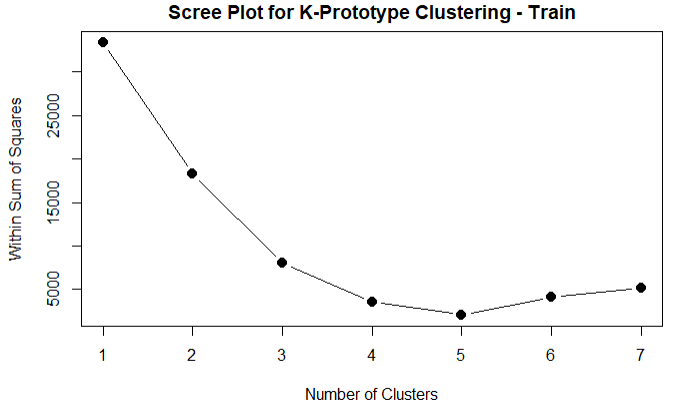 Scree Plot for K-Prototype Clustering - Train
Within Sum of Squares
25000
15000
5000
1 2 3 4 5 6 7
Number of Clusters